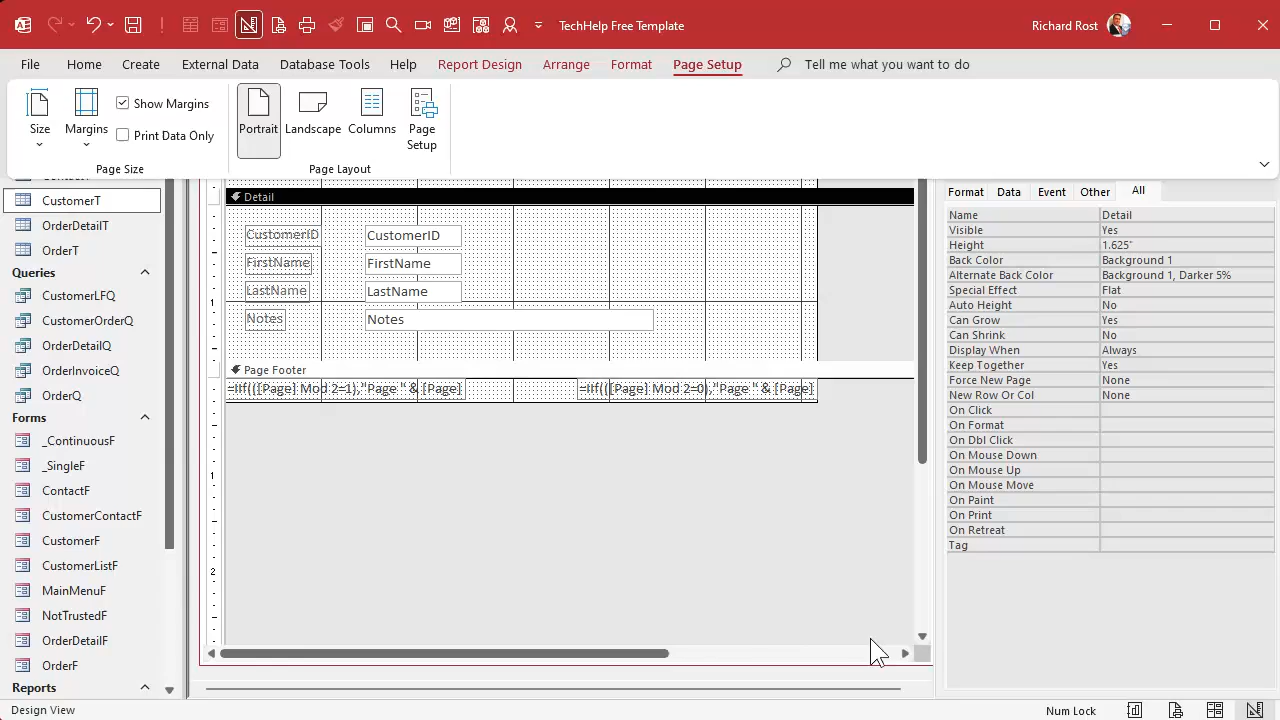 TechHelp Free Template
Richard Rost
File Home Create External Data Database Tools Help Report Design Arrange Format Page Setup Tell me what you want to do
Size
Margins
Show Margins
Print Data Only
Page Size
Portrait
Landscape
Columns
Page Setup
Page Layout
CustomerT
OrderDetailT
OrderT
Queries
CustomerLFQ
CustomerOrderQ
OrderDetailQ
OrderInvoiceQ
OrderQ
Forms
_ContinuousF
_SingleF
ContactF
CustomerContactF
CustomerF
CustomerListF
MainMenuF
NotTrustedF
OrderDetailF
OrderF
Reports
Detail
CustomerID CustomerID
FirstName FirstName
LastName LastName
Notes Notes
Page Footer
=IIf(([Page] Mod 2=1),"Page " & [Page] =IIf(([Page] Mod 2=0),"Page " & [Page]
1
1
2
Format Data Event Other All
Name Detail
Visible Yes
Height 1.625"
Back Color Background 1
Alternate Back Color Background 1, Darker 5%
Special Effect Flat
Auto Height No
Can Grow Yes
Can Shrink No
Display When Always
Keep Together Yes
Force New Page None
New Row Or Col None
On Click
On Format
On Dbl Click
On Mouse Down
On Mouse Up
On Mouse Move
On Paint
On Print
On Retreat
Tag
Design View
Num Lock